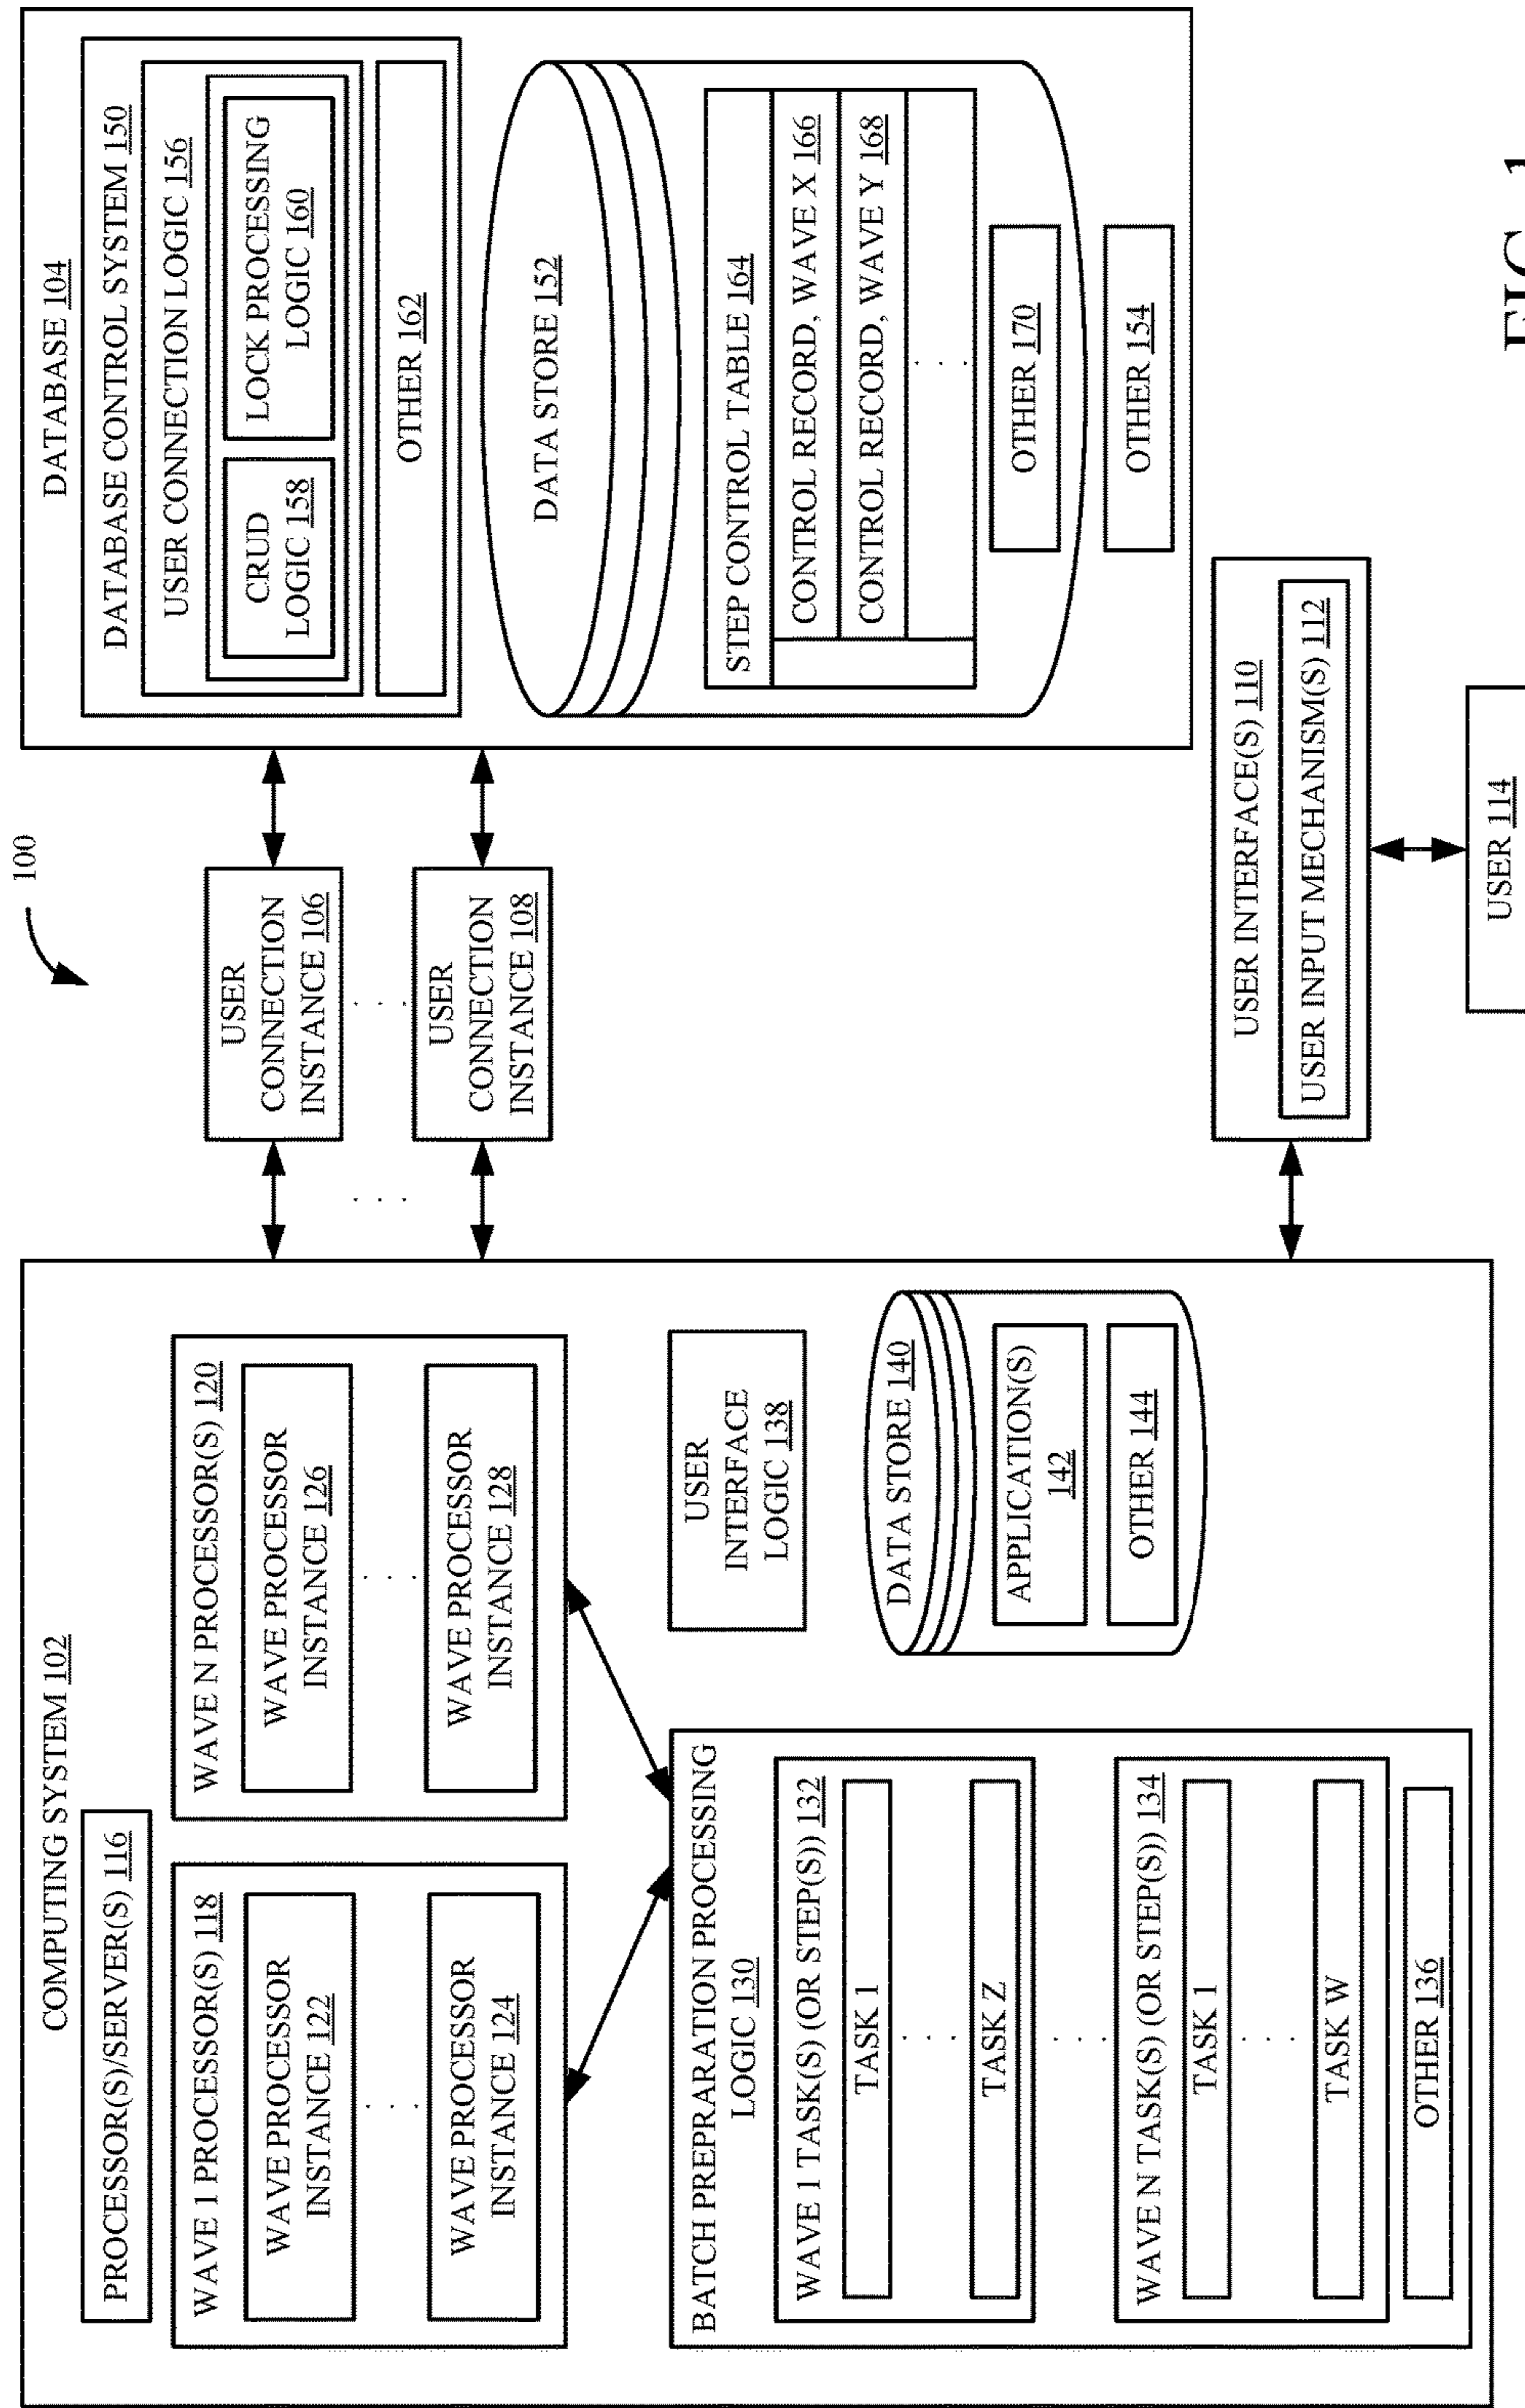 100
COMPUTING SYSTEM 102
PROCESSOR(S)/SERVER(S) 116
WAVE 1 PROCESSOR(S) 118
WAVE PROCESSOR
INSTANCE 122
. . .
WAVE PROCESSOR
INSTANCE 124
WAVE N PROCESSOR(S) 120
WAVE PROCESSOR
INSTANCE 126
. . .
WAVE PROCESSOR
INSTANCE 128
BATCH PREPRARATION PROCESSING
LOGIC 130
WAVE 1 TASK(S) (OR STEP(S)) 132
TASK 1
. . .
TASK Z
. . .
WAVE N TASK(S) (OR STEP(S)) 134
TASK 1
. . .
TASK W
OTHER 136
USER
INTERFACE
LOGIC 138
DATA STORE 140
APPLICATION(S)
142
OTHER 144
. . .
USER
CONNECTION
INSTANCE 106
. . .
USER
CONNECTION
INSTANCE 108
DATABASE 104
DATABASE CONTROL SYSTEM 150
USER CONNECTION LOGIC 156
CRUD
LOGIC 158
LOCK PROCESSING
LOGIC 160
OTHER 162
DATA STORE 152
STEP CONTROL TABLE 164
CONTROL RECORD, WAVE X 166
CONTROL RECORD, WAVE Y 168
. . .
OTHER 170
OTHER 154
USER INTERFACE(S) 110
USER INPUT MECHANISM(S) 112
USER 114
FIG. 1